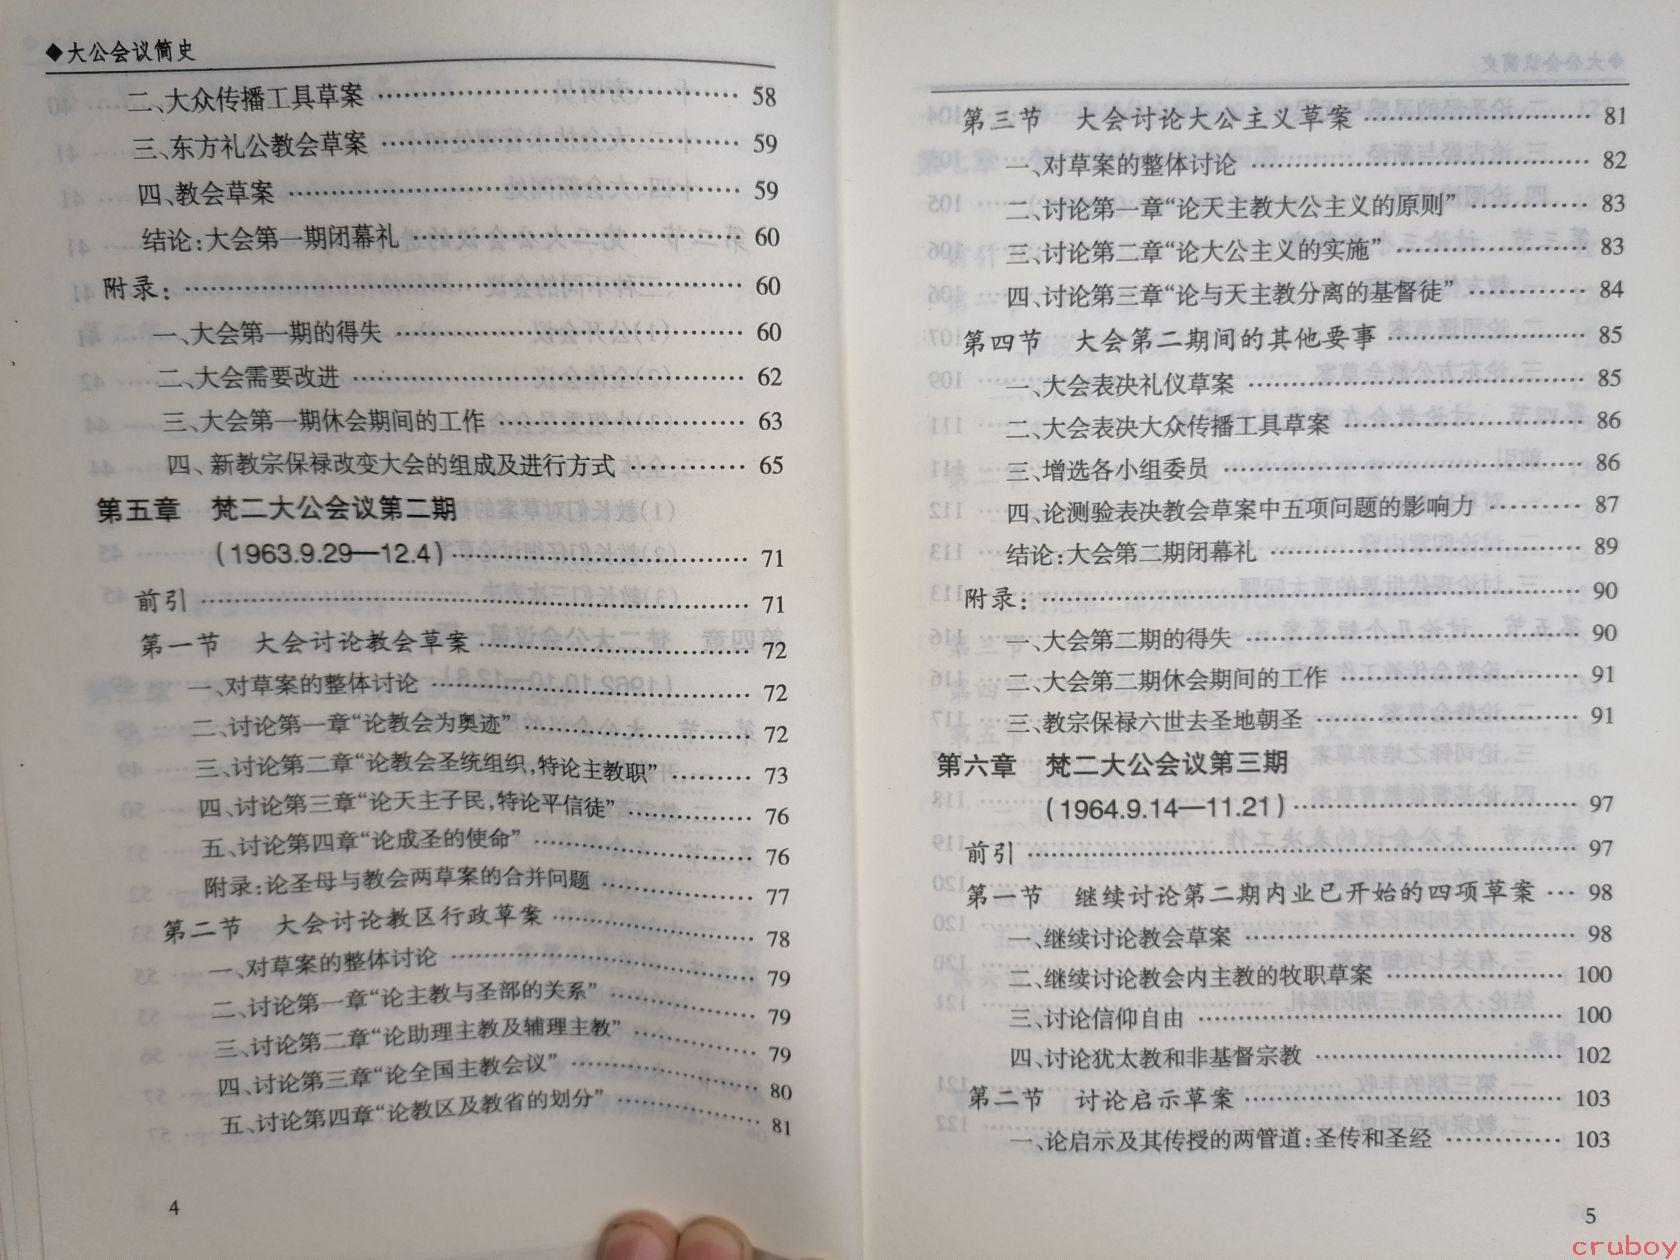 ◆大公会议简史
二、大众传播工具草案 ………… 58
三、东方礼公教会草案 ………… 59
四、教会草案 ………… 59
结论:大会第一期闭幕礼 ………… 60
附录: ………… 60
一、大会第一期的得失 ………… 60
二、大会需要改进 ………… 62
三、大会第一期休会期间的工作 ………… 63
四、新教宗保禄改变大会的组成及进行方式 ………… 65
第五章 梵二大公会议第二期
(1963.9.29—12.4) ………… 71
前引 ………… 71
第一节 大会讨论教会草案 ………… 72
一、对草案的整体讨论 ………… 72
二、讨论第一章“论教会为奥迹” ………… 72
三、讨论第二章“论教会圣统组织,特论主教职” ………… 73
四、讨论第三章“论天主子民,特论平信徒” ………… 76
五、讨论第四章“论成圣的使命” ………… 76
附录:论圣母与教会两草案的合并问题 ………… 77
第二节 大会讨论教区行政草案 ………… 78
一、对草案的整体讨论 ………… 79
二、讨论第一章“论主教与圣部的关系” ………… 79
三、讨论第二章“论助理主教及辅理主教” ………… 79
四、讨论第三章“论全国主教会议” ………… 80
五、讨论第四章“论教区及教省的划分” ………… 81
4
第三节 大会讨论大公主义草案 ………… 81
一、对草案的整体讨论 ………… 82
二、讨论第一章“论天主教大公主义的原则” ………… 83
三、讨论第二章“论大公主义的实施” ………… 83
四、讨论第三章“论与天主教分离的基督徒” ………… 84
第四节 大会第二期间的其他要事 ………… 85
一、大会表决礼仪草案 ………… 85
二、大会表决大众传播工具草案 ………… 86
三、增选各小组委员 ………… 86
四、论测验表决教会草案中五项问题的影响力 ………… 87
结论:大会第二期闭幕礼 ………… 89
附录: ………… 90
一、大会第二期的得失 ………… 90
二、大会第二期休会期间的工作 ………… 91
三、教宗保禄六世去圣地朝圣 ………… 91
第六章 梵二大公会议第三期
(1964.9.14—11.21) ………… 97
前引 ………… 97
第一节 继续讨论第二期内业已开始的四项草案 … 98
一、继续讨论教会草案 ………… 98
二、继续讨论教会内主教的牧职草案 ………… 100
三、讨论信仰自由 ………… 100
四、讨论犹太教和非基督宗教 ………… 102
第二节 讨论启示草案 ………… 103
一、论启示及其传授的两管道:圣传和圣经 ………… 103
5
cruboy